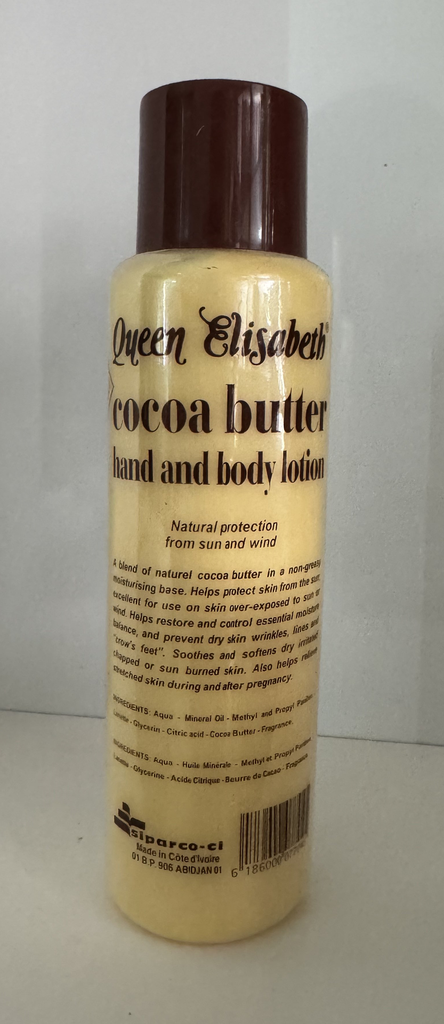 Queen Elisabeth®
cocoa butter
hand and body lotion
Natural protection
from sun and wind
A blend of naturel cocoa butter in a non-greasy
moisturising base. Helps protect skin from the sun,
excellent for use on skin over-exposed to sun or
wind. Helps restore and control essential moisture
balance, and prevent dry skin wrinkles, lines and
"crow's feet". Soothes and softens dry irritated
chapped or sun burned skin. Also helps relieve
stretched skin during and after pregnancy.
INGREDIENTS: Aqua - Mineral Oil - Methyl and Propyl
- Glycerin - Citric acid - Cocoa Butter - Fragrance.
INGREDIENTS: Aqua - Huile Minérale - Methyl et Propyl
- Glycerine - Acide Citrique - Beurre de Cacao -
siparco-ci
Made in Côte d'Ivoire
01 B.P. 906 ABIDJAN 01
6 186000